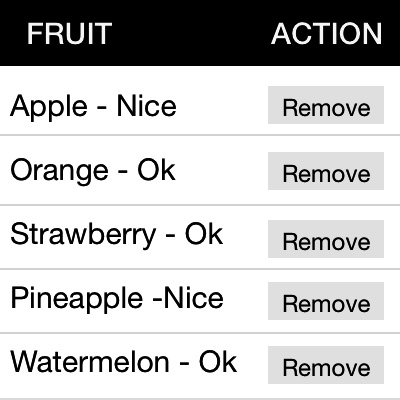 FRUIT ACTION
Apple - Nice Remove
Orange - Ok Remove
Strawberry - Ok Remove
Pineapple -Nice Remove
Watermelon - Ok Remove